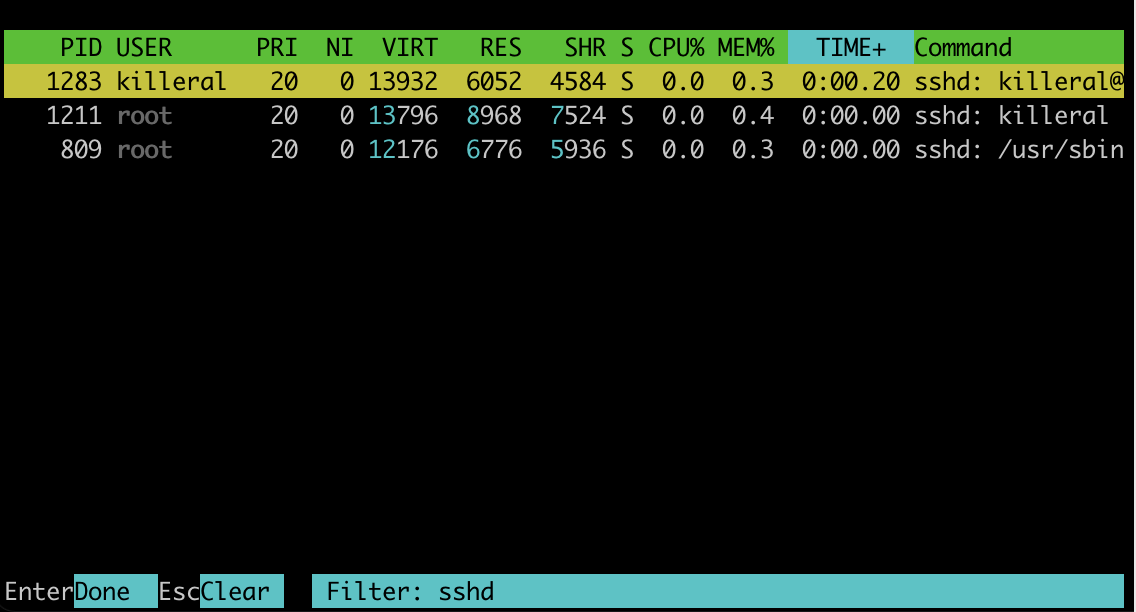 PID USER PRI NI VIRT RES SHR S CPU% MEM% TIME+ Command
1283 killeral 20 0 13932 6052 4584 S 0.0 0.3 0:00.20 sshd: killeral@
1211 root 20 0 13796 8968 7524 S 0.0 0.4 0:00.00 sshd: killeral
809 root 20 0 12176 6776 5936 S 0.0 0.3 0:00.00 sshd: /usr/sbin
EnterDone EscClear Filter: sshd